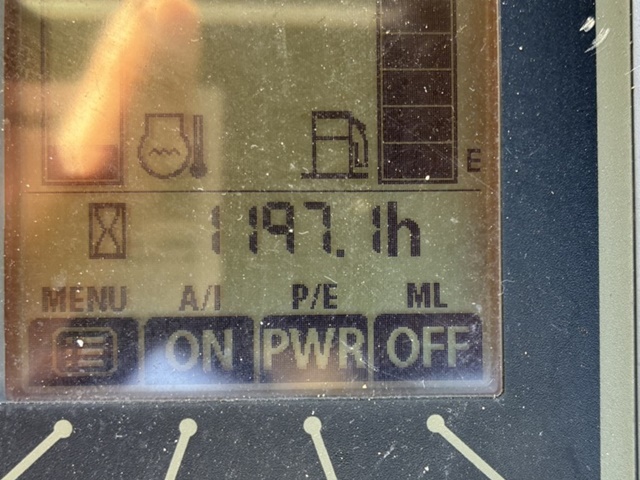 E
1197.1h
MENU A/I P/E ML
ON PWR OFF